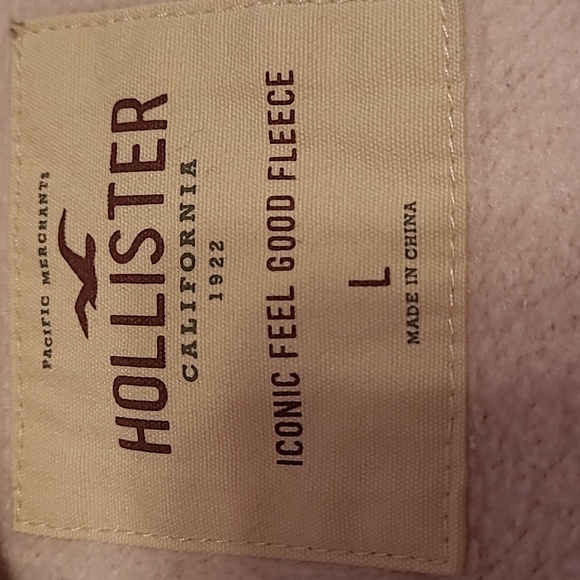 PACIFIC MERCHANTS
HOLLISTER
CALIFORNIA
1922
ICONIC FEEL GOOD FLEECE
L
MADE IN CHINA